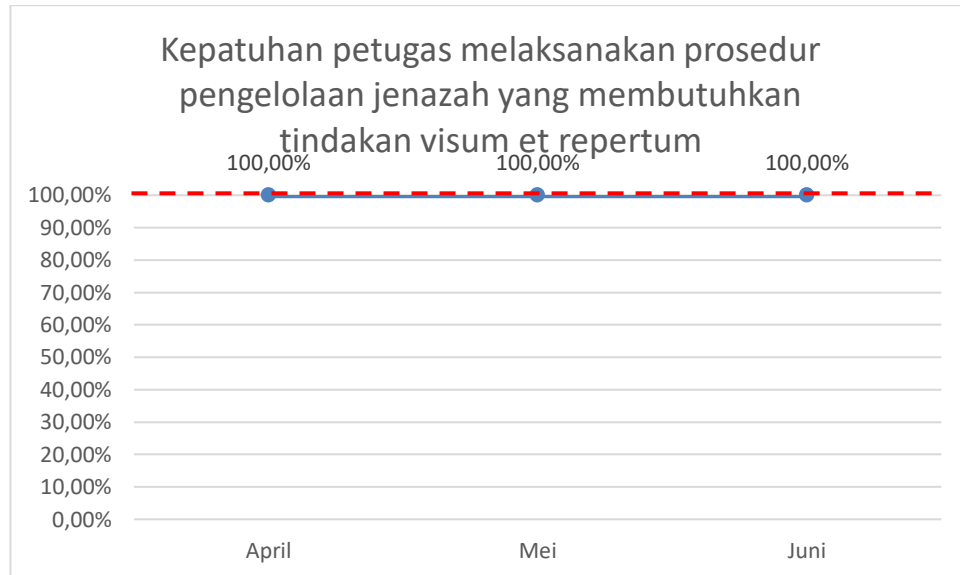 Kepatuhan petugas melaksanakan prosedur
pengelolaan jenazah yang membutuhkan
tindakan visum et repertum
100,00% 100,00% 100,00%
100,00%
90,00%
80,00%
70,00%
60,00%
50,00%
40,00%
30,00%
20,00%
10,00%
0,00%
April Mei Juni